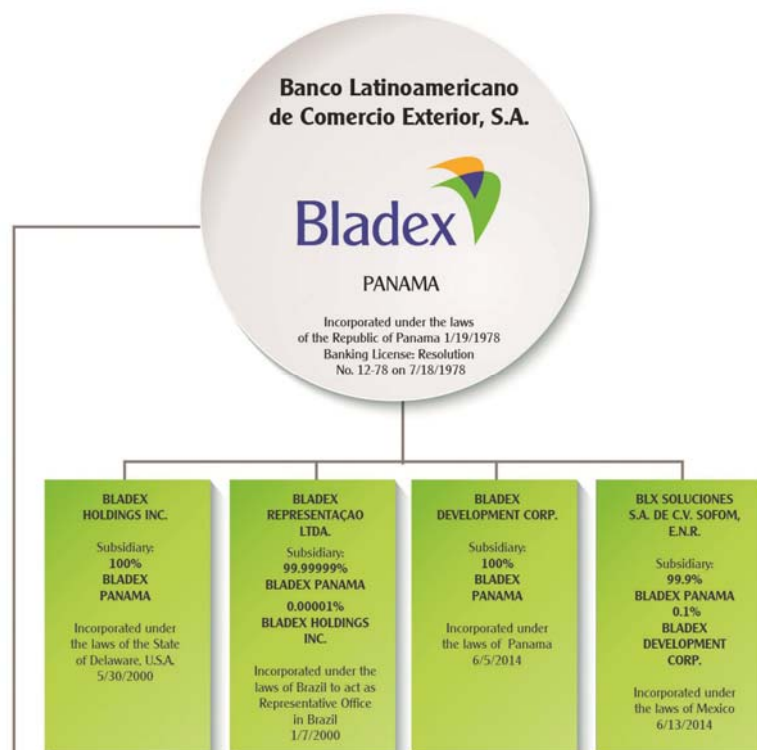 Banco Latinoamericano
de Comercio Exterior, S.A.
Bladex
PANAMA
Incorporated under the laws
of the Republic of Panama 1/19/1978
Banking License: Resolution
No. 12-78 on 7/18/1978
BLADEX
HOLDINGS INC.
Subsidiary:
100%
BLADEX
PANAMA
Incorporated under
the laws of the State
of Delaware, U.S.A.
5/30/2000
BLADEX
REPRESENTAÇAO
LTDA.
Subsidiary:
99.99999%
BLADEX PANAMA
0.00001%
BLADEX HOLDINGS
INC.
Incorporated under the
laws of Brazil to act as
Representative Office
in Brazil
1/7/2000
BLADEX
DEVELOPMENT CORP.
Subsidiary:
100%
BLADEX
PANAMA
Incorporated under
the laws of Panama
6/5/2014
BLX SOLUCIONES
S.A. DE C.V. SOFOM,
E.N.R.
Subsidiary:
99.9%
BLADEX PANAMA
0.1%
BLADEX
DEVELOPMENT
CORP.
Incorporated under
the laws of Mexico
6/13/2014